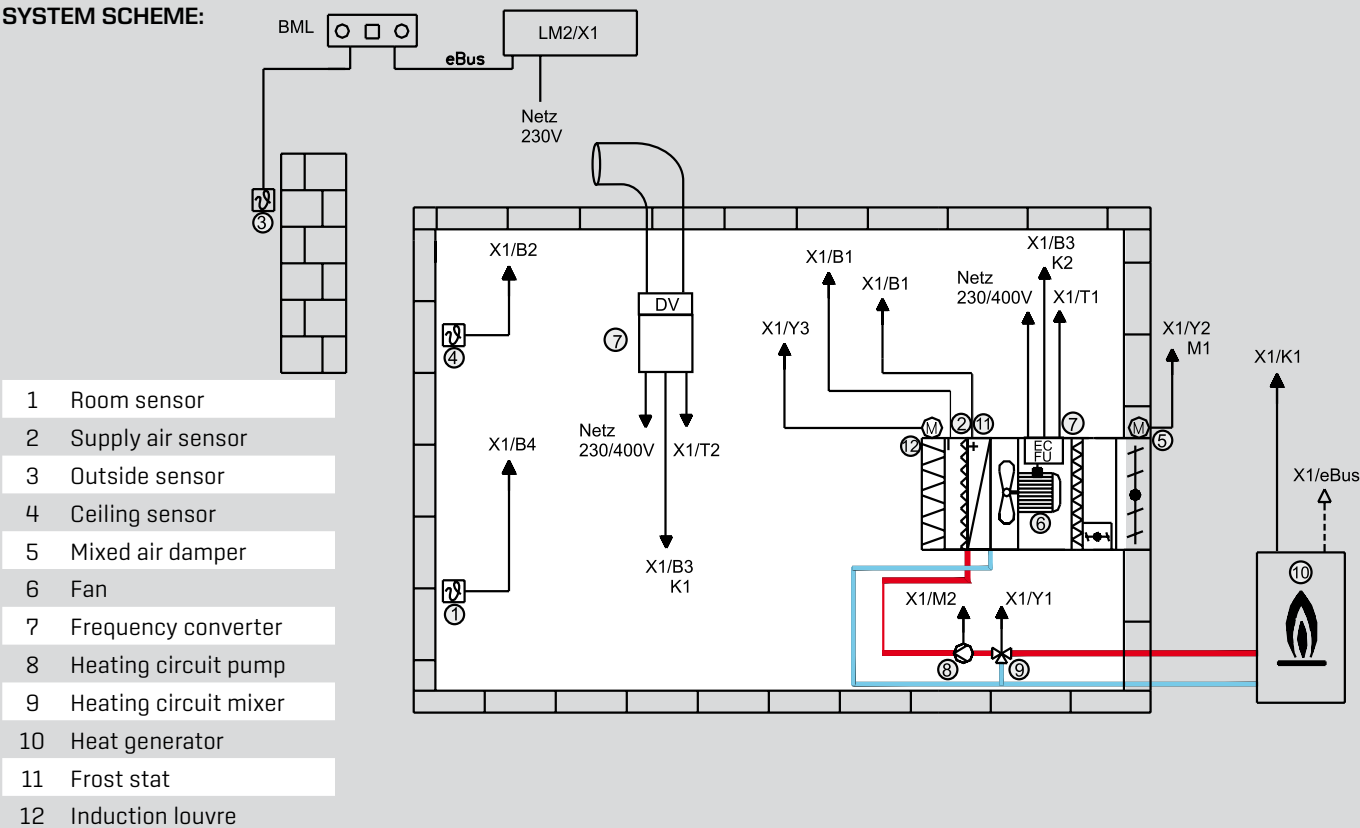 SYSTEM SCHEME:
BML
LM2/X1
eBus
Netz
230V
3
X1/B2
4
X1/B4
1
DV
7
Netz
230/400V
X1/T2
X1/B3
K1
X1/Y3
X1/B1
X1/B1
Netz
230/400V
X1/B3
K2
X1/T1
X1/Y2
M1
M
12
2
11
EC
FU
7
6
M
5
X1/K1
X1/eBus
10
X1/M2
X1/Y1
8
9
1 Room sensor
2 Supply air sensor
3 Outside sensor
4 Ceiling sensor
5 Mixed air damper
6 Fan
7 Frequency converter
8 Heating circuit pump
9 Heating circuit mixer
10 Heat generator
11 Frost stat
12 Induction louvre